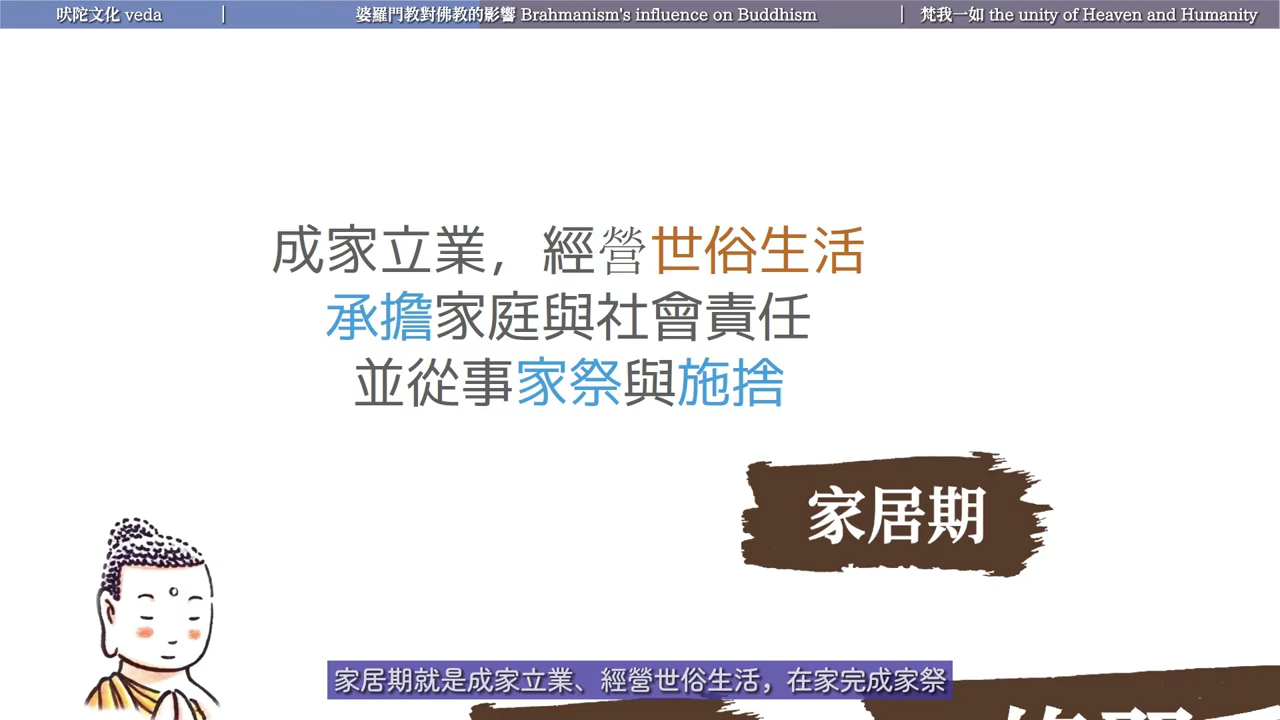 吠陀文化 veda | 婆羅門教對佛教的影響 Brahmanism's influence on Buddhism | 梵我一如 the unity of Heaven and Humanity
成家立業，經營世俗生活
承擔家庭與社會責任
並從事家祭與施捨
家居期
家居期就是成家立業、經營世俗生活，在家完成家祭